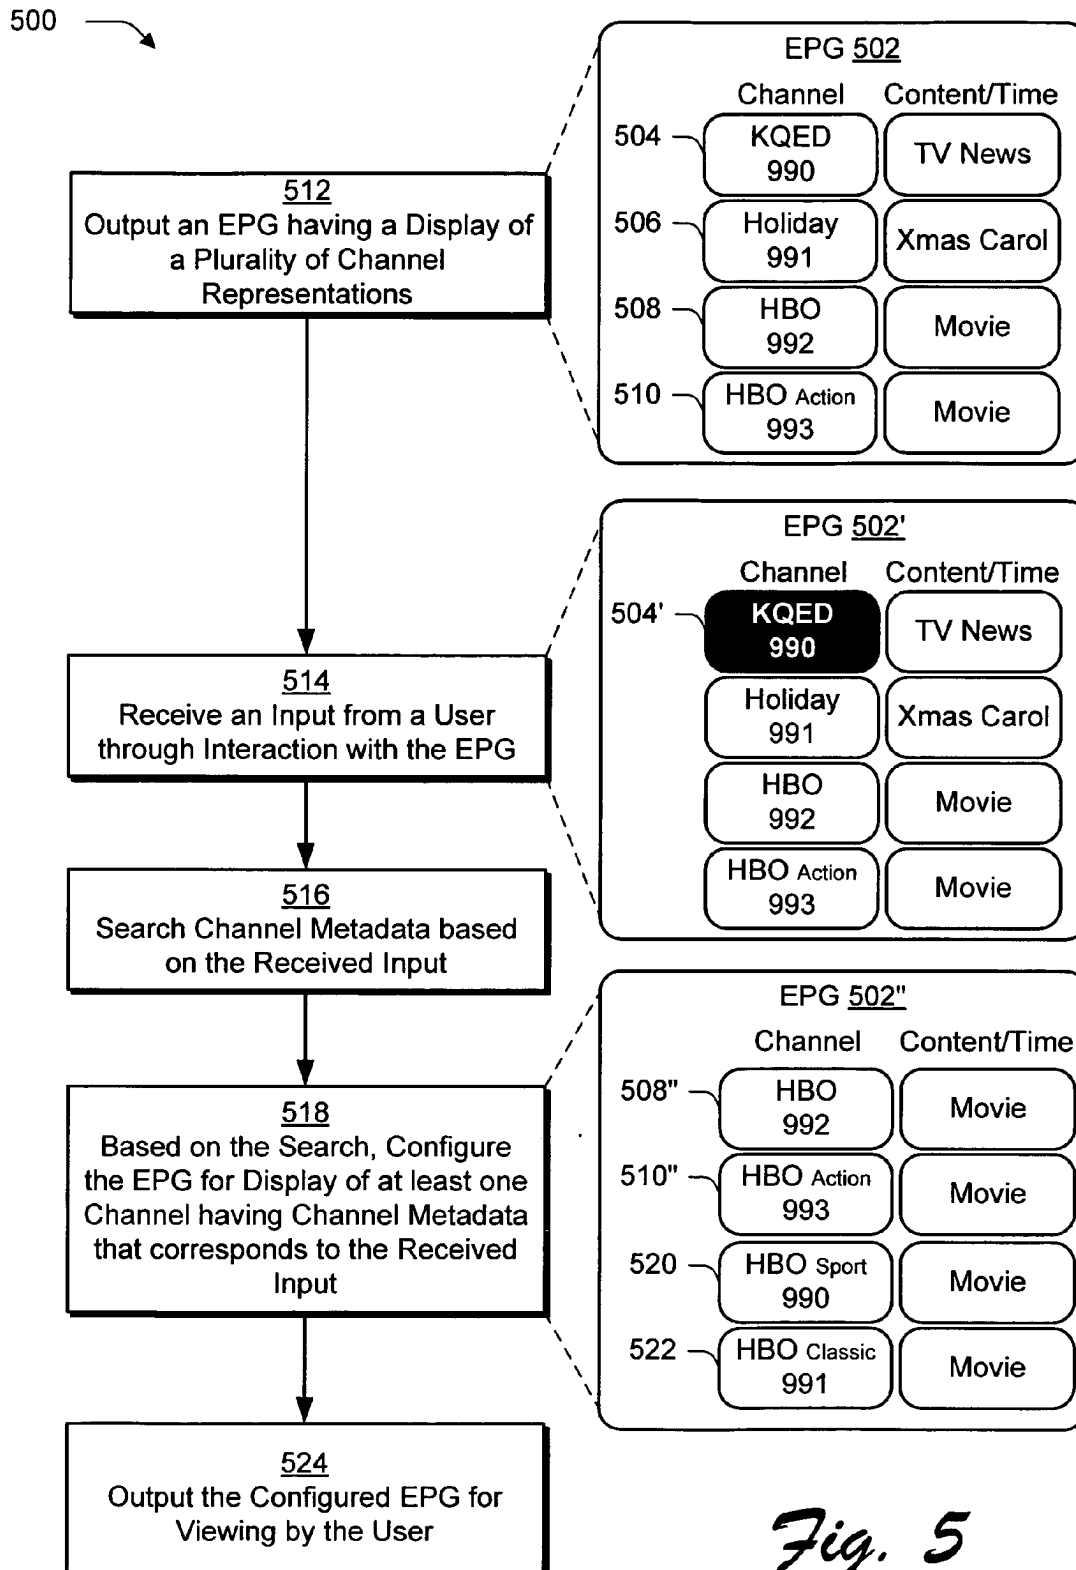 500
EPG 502
Channel Content/Time
504
KQED
990
TV News
506
Holiday
991
Xmas Carol
508
HBO
992
Movie
510
HBO Action
993
Movie
512
Output an EPG having a Display of
a Plurality of Channel
Representations
EPG 502'
Channel Content/Time
504'
KQED
990
TV News
Holiday
991
Xmas Carol
HBO
992
Movie
HBO Action
993
Movie
514
Receive an Input from a User
through Interaction with the EPG
516
Search Channel Metadata based
on the Received Input
EPG 502"
Channel Content/Time
508"
HBO
992
Movie
510"
HBO Action
993
Movie
520
HBO Sport
990
Movie
522
HBO Classic
991
Movie
518
Based on the Search, Configure
the EPG for Display of at least one
Channel having Channel Metadata
that corresponds to the Received
Input
524
Output the Configured EPG for
Viewing by the User
Fig. 5